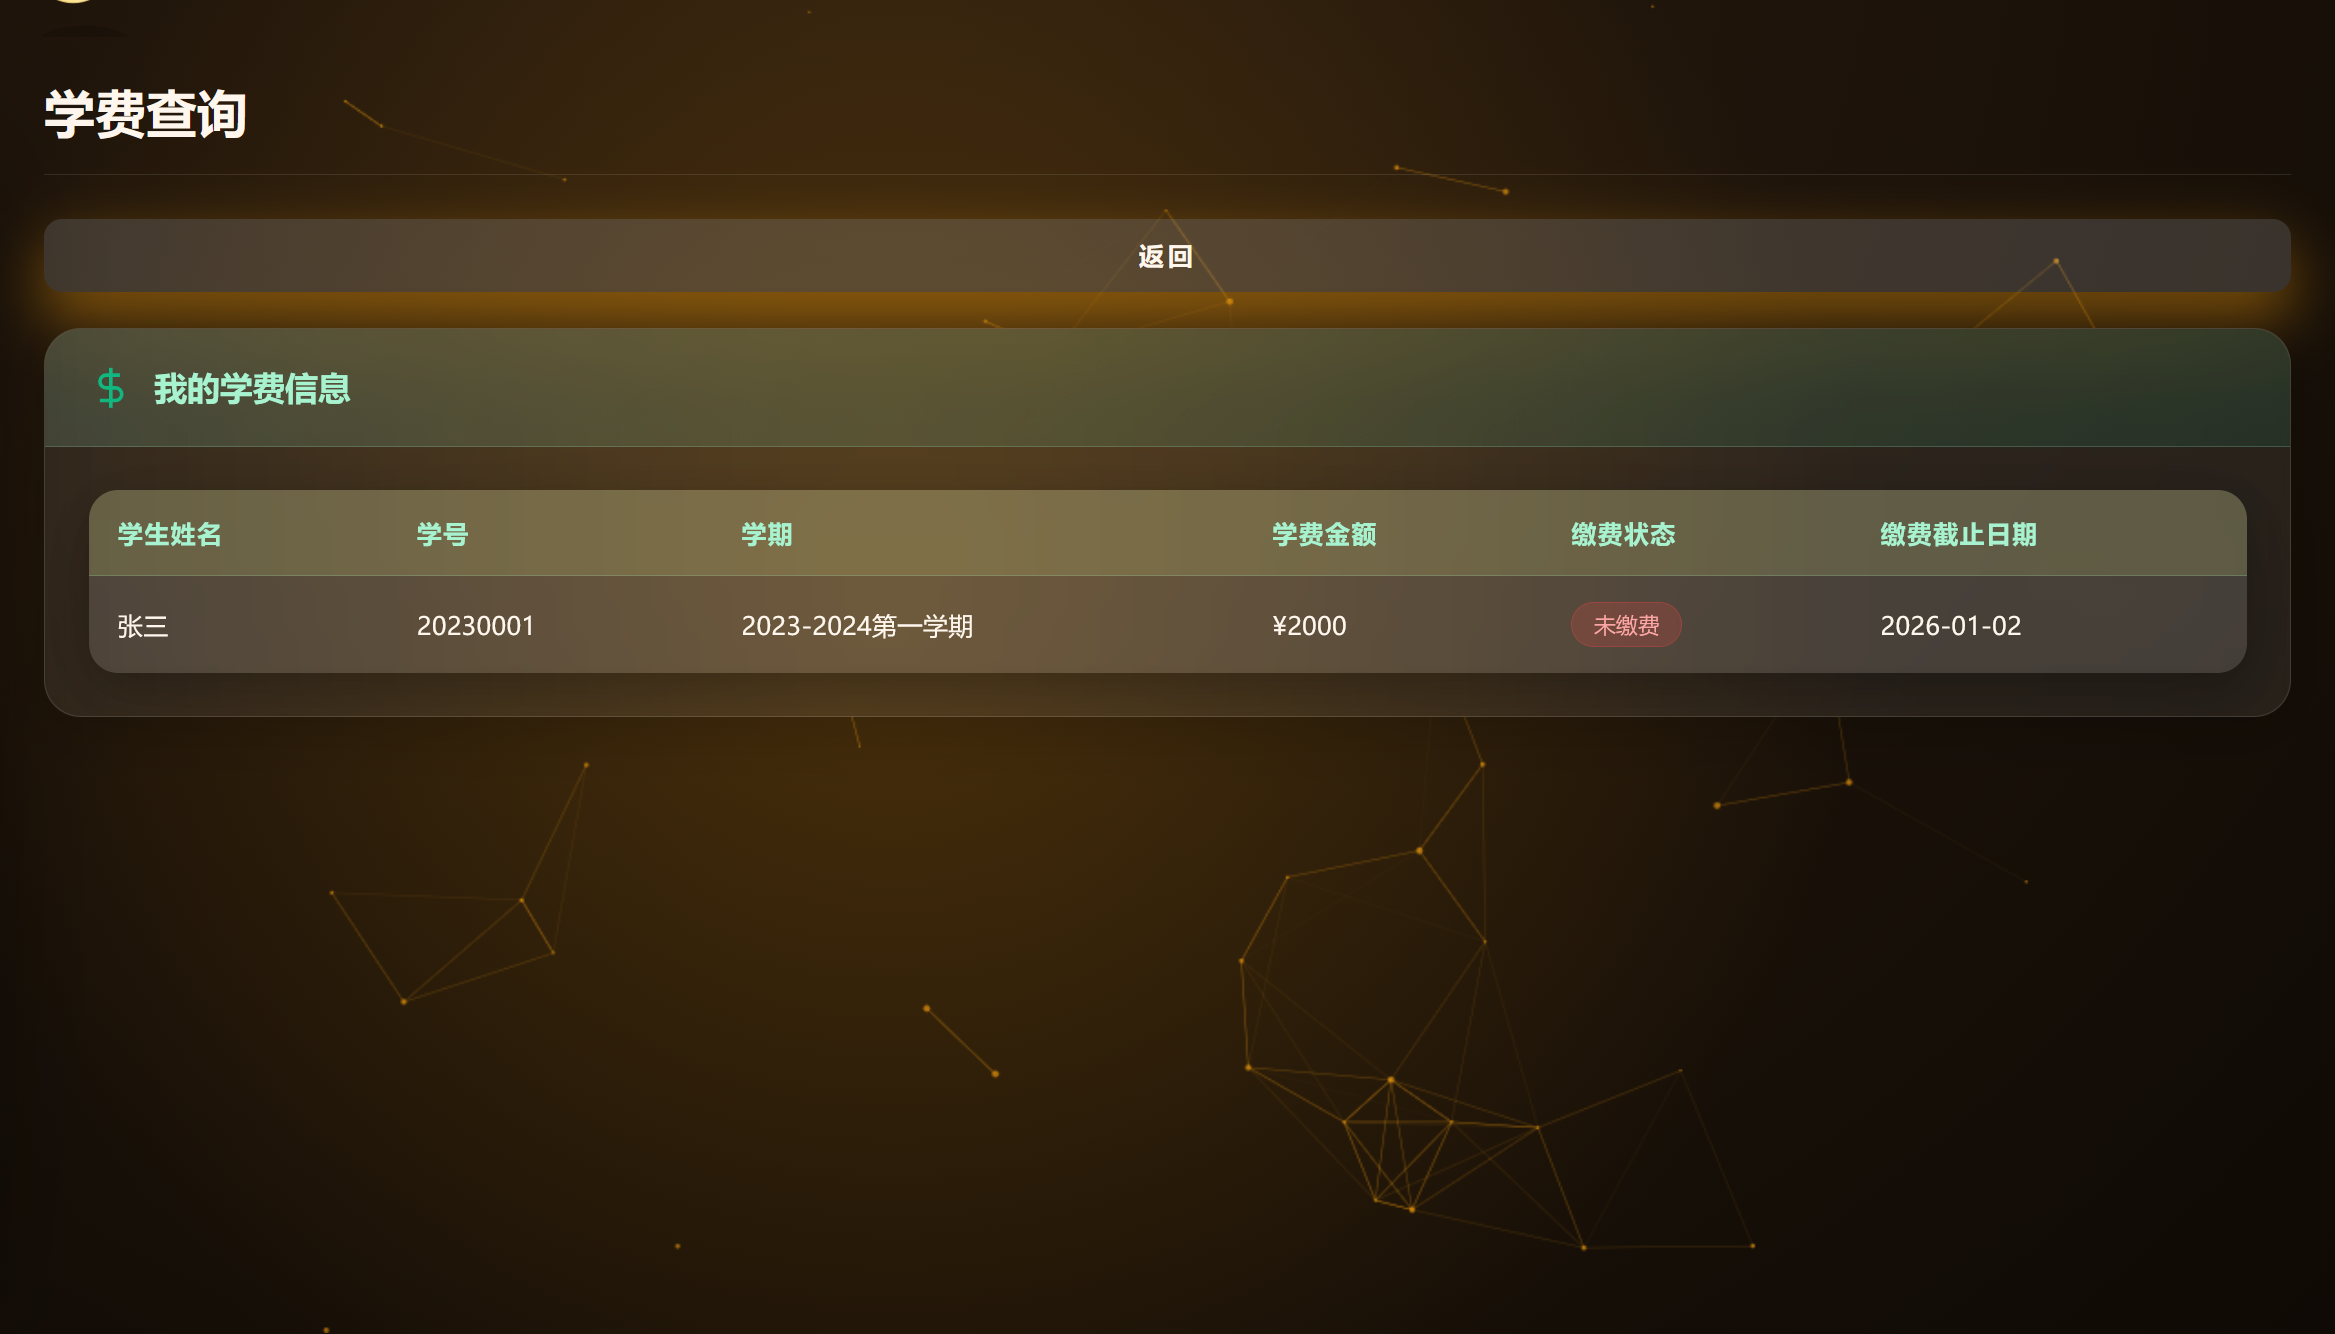 学费查询
返回
我的学费信息
学生姓名 学号 学期 学费金额 缴费状态 缴费截止日期
张三 20230001 2023-2024第一学期 ¥2000 未缴费 2026-01-02